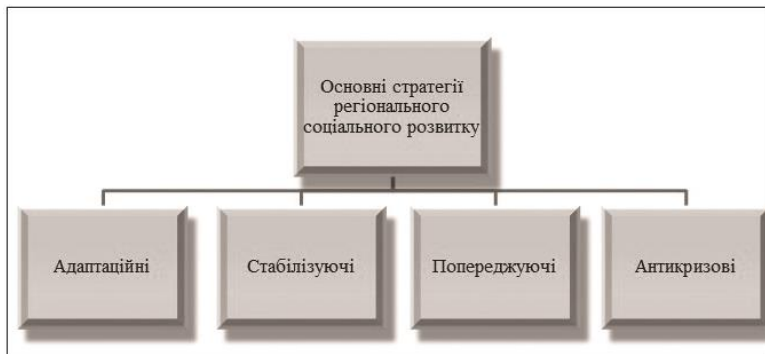 Основні стратегії
регіонального
соціального розвитку
Адаптаційні
Стабілізуючі
Попереджуючі
Антикризові